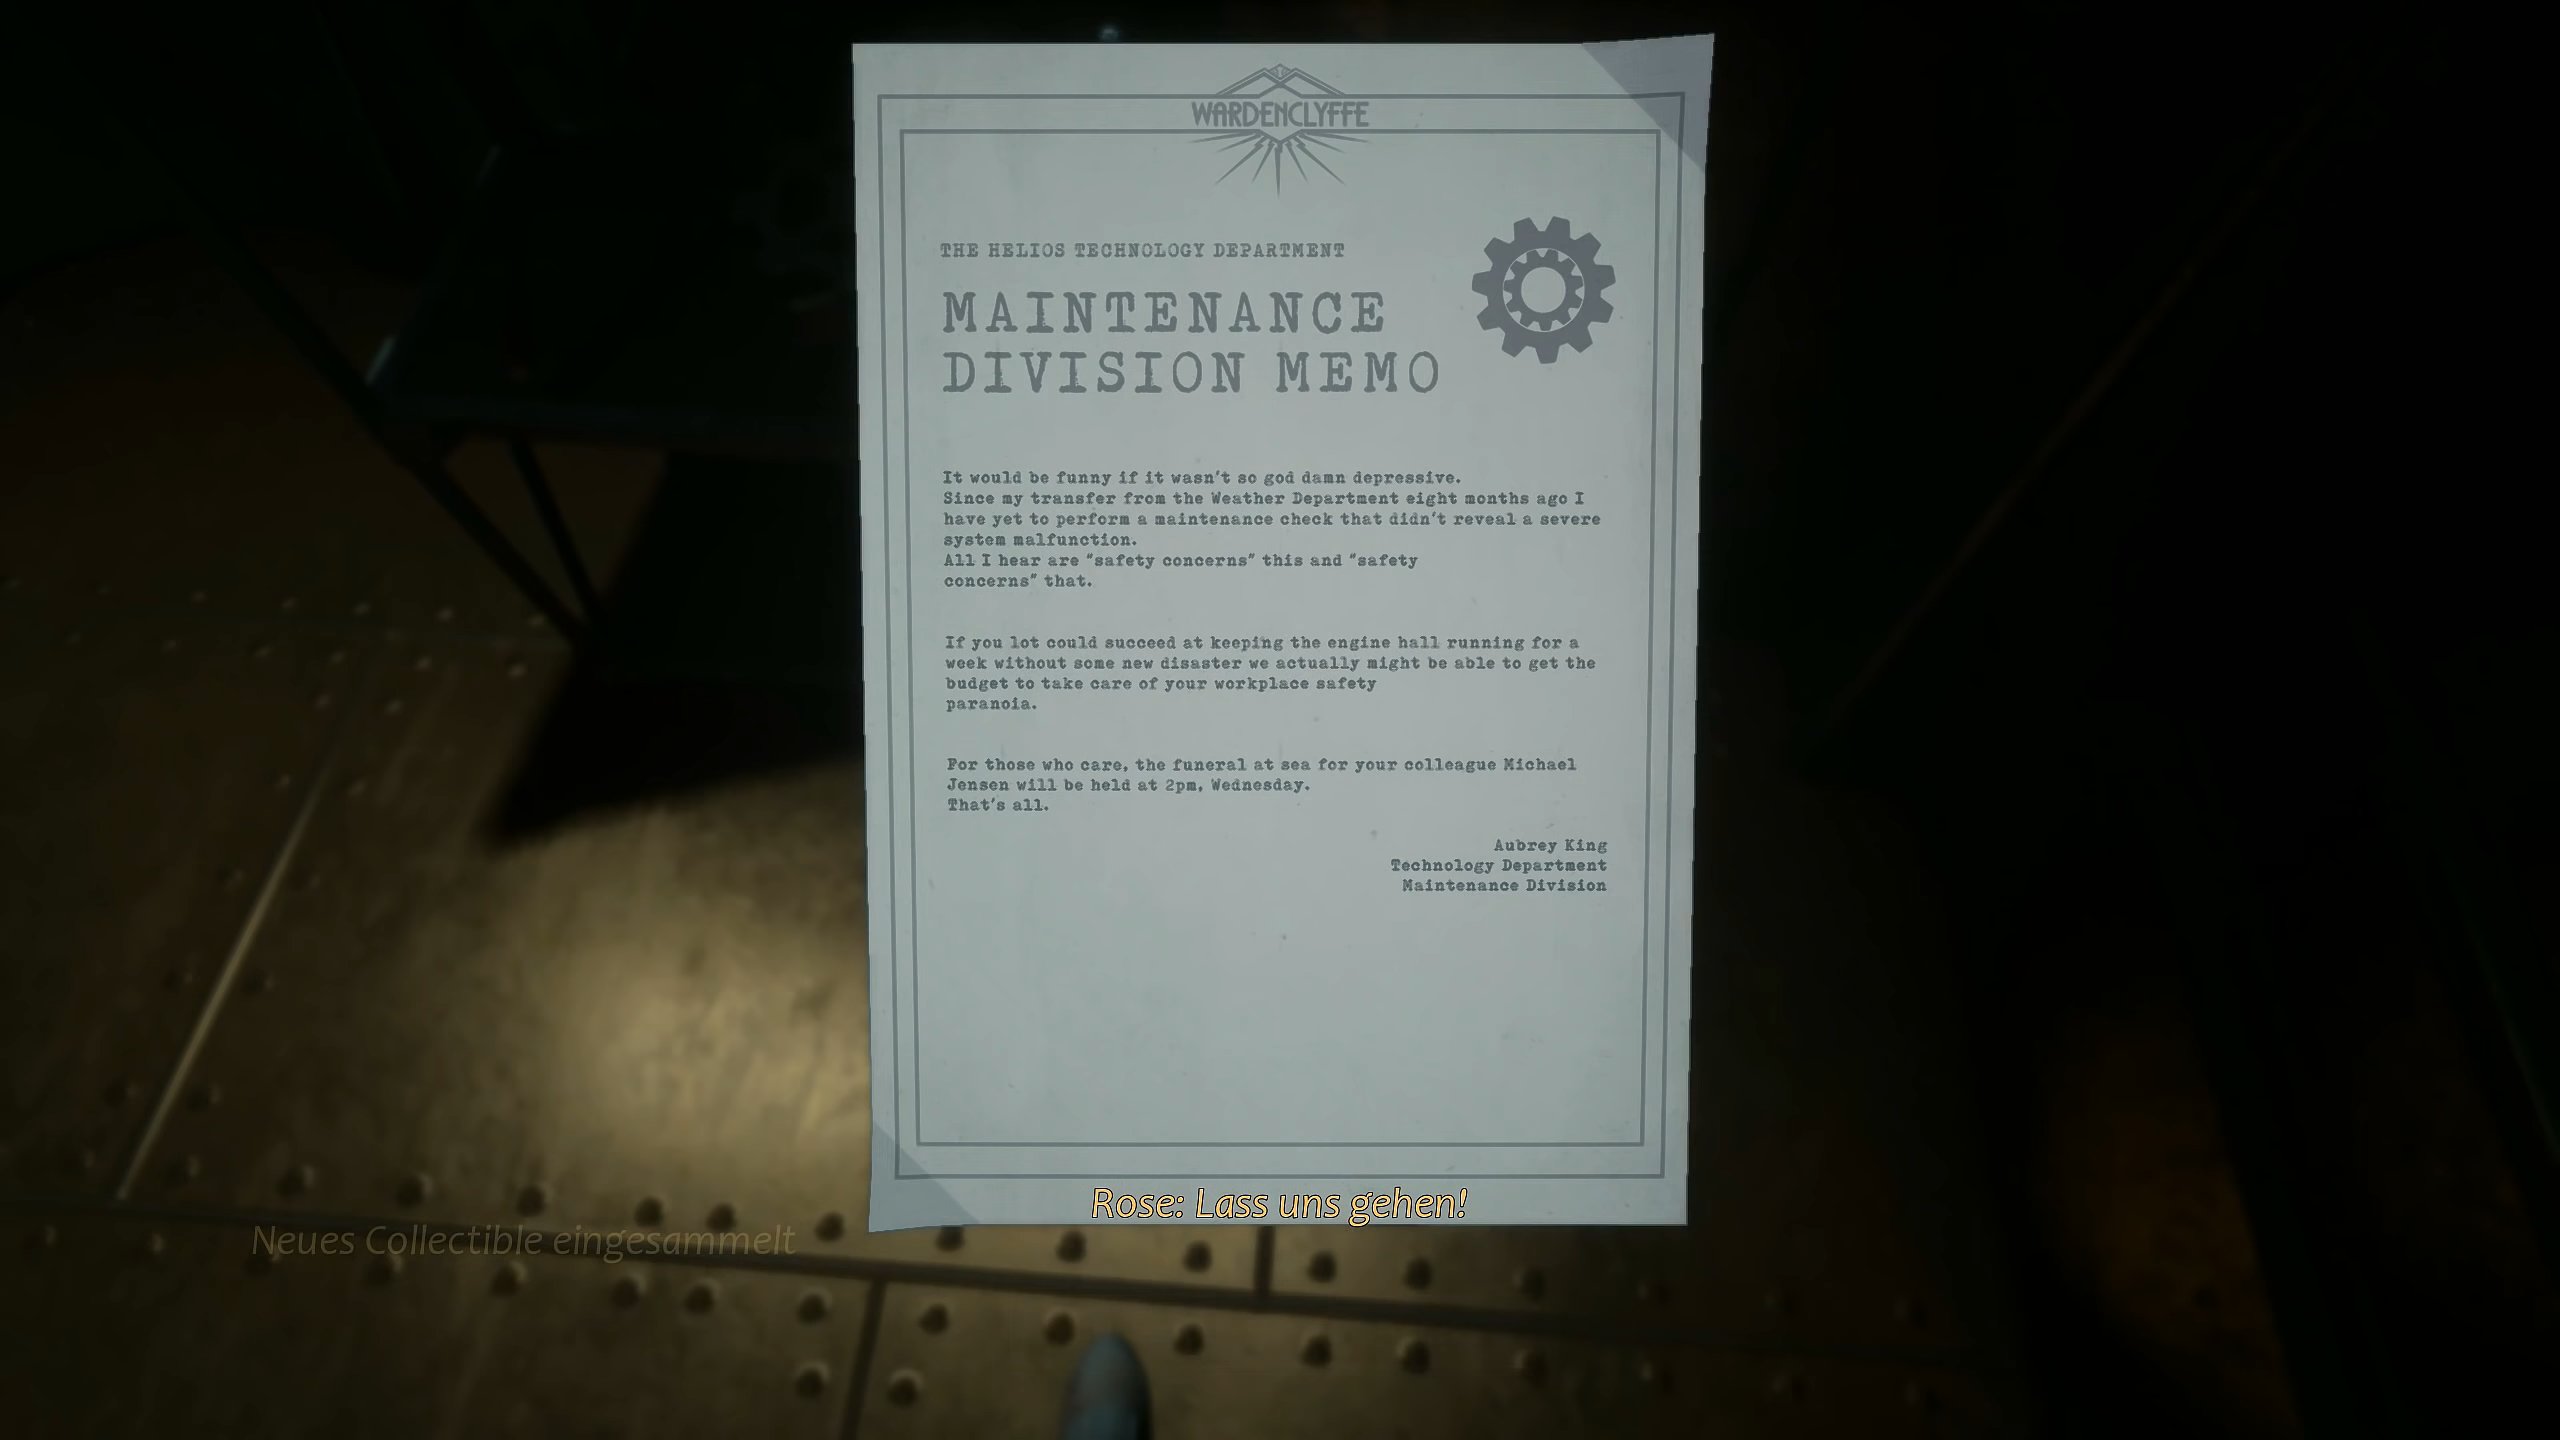 WARDENCLYFFE
THE HELIOS TECHNOLOGY DEPARTMENT
MAINTENANCE
DIVISION MEMO
It would be funny if it wasn't so god damn depressive.
Since my transfer from the Weather Department eight months ago I
have yet to perform a maintenance check that didn't reveal a severe
system malfunction.
All I hear are "safety concerns" this and "safety
concerns" that.
If you lot could succeed at keeping the engine hall running for a
week without some new disaster we actually might be able to get the
budget to take care of your workplace safety
paranoia.
For those who care, the funeral at sea for your colleague Michael
Jensen will be held at 2pm, Wednesday.
That's all.
Aubrey King
Technology Department
Maintenance Division
Rose: Lass uns gehen!
Neues Collectible eingesammelt